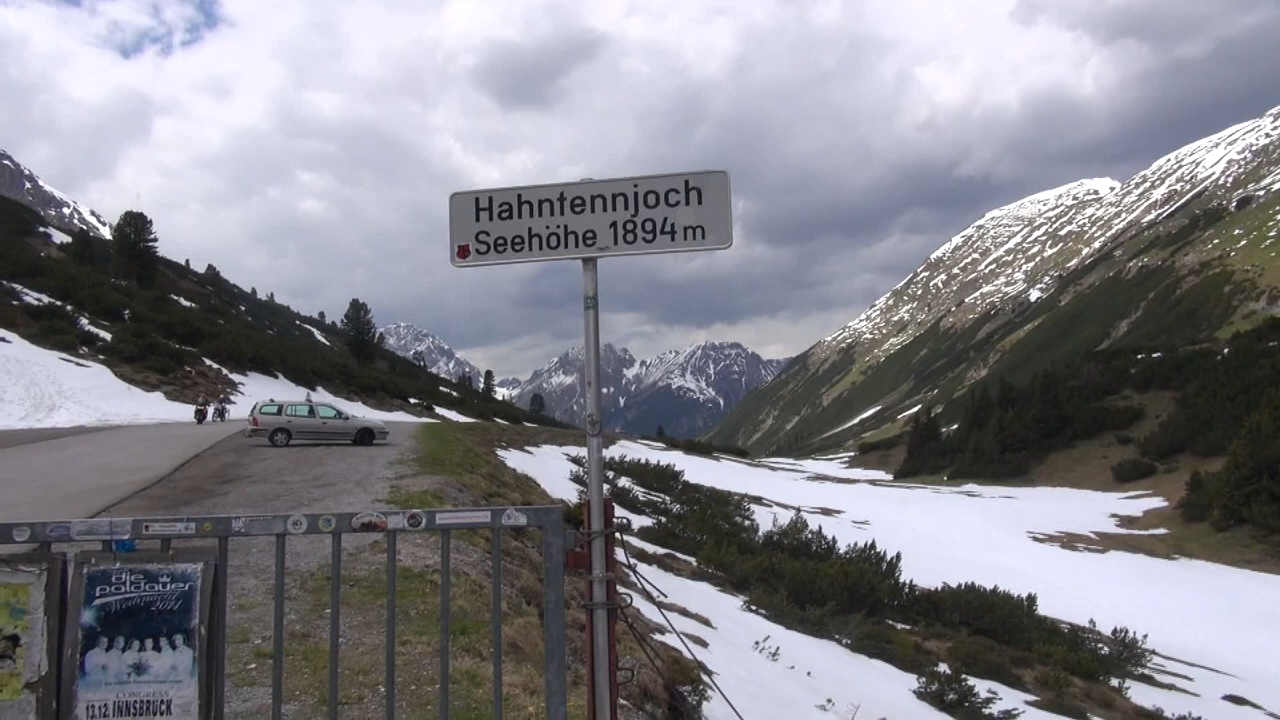 Hahntennjoch
Seehöhe 1894 m
die
paldauer
Weihnacht 2011
CONGRESS
13.12. INNSBRUCK